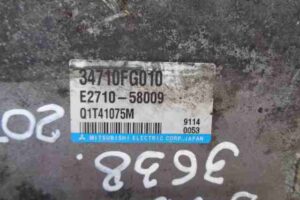 34710FG010
E2710-58009
Q1T41075M
9114
0053
MITSUBISHI ELECTRIC CORP. JAPAN
3638.
20